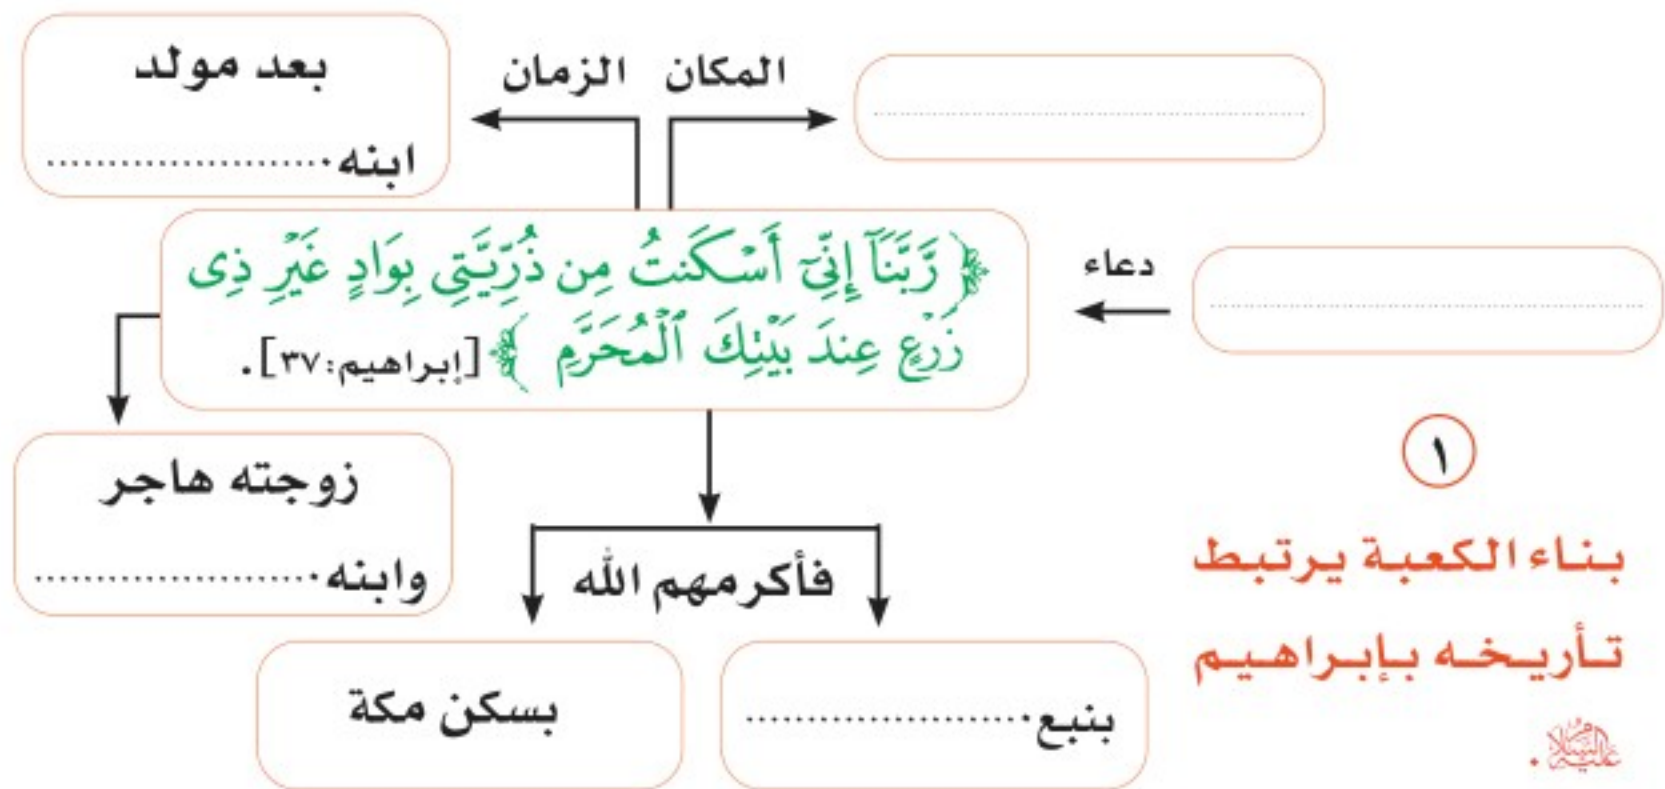 المكان
الزمان
بعد مولد
ابنه ......................
دعاء
﴿ رَّبَّنَآ إِنِّىٓ أَسْكَنتُ مِن ذُرِّيَّتِى بِوَادٍ غَيْرِ ذِى
زَرْعٍ عِندَ بَيْتِكَ ٱلْمُحَرَّمِ ﴾ [إبراهيم:٣٧].
زوجته هاجر
وابنه ......................
فأكرمهم الله
بنبع ......................
بسكن مكة
١
بناء الكعبة يرتبط
تأريخه بإبراهيم
عليه السلام .